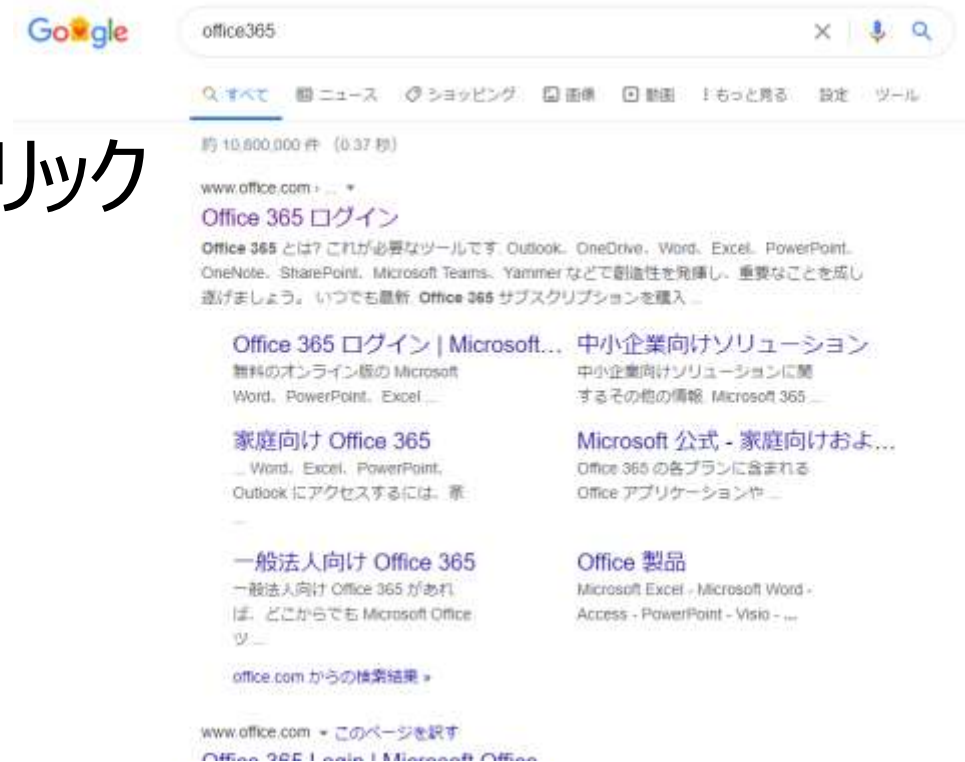 Google
office365
すべて ニュース ショッピング 画像 動画 もっと見る 設定 ツール
リック
約 10,600,000 件 (0.37 秒)
www.office.com › ...
Office 365 ログイン
Office 365 とは? これが必要なツールです. Outlook、OneDrive、Word、Excel、PowerPoint、
OneNote、SharePoint、Microsoft Teams、Yammer などで創造性を発揮し、重要なことを成し
遂げましょう。 いつでも最新. Office 365 サブスクリプションを購入 ...
Office 365 ログイン | Microsoft...
無料のオンライン版の Microsoft
Word、PowerPoint、Excel ...
中小企業向けソリューション
中小企業向けソリューションに関
するその他の情報. Microsoft 365 ...
家庭向け Office 365
... Word、Excel、PowerPoint、
Outlook にアクセスするには、家
...
Microsoft 公式 - 家庭向けおよ...
Office 365 の各プランに含まれる
Office アプリケーションや ...
一般法人向け Office 365
一般法人向け Office 365 があれ
ば、どこからでも Microsoft Office
ツ ...
Office 製品
Microsoft Excel - Microsoft Word -
Access - PowerPoint - Visio - ...
office.com からの検索結果 »
www.office.com このページを訳す
Office 365 Login | Microsoft Office